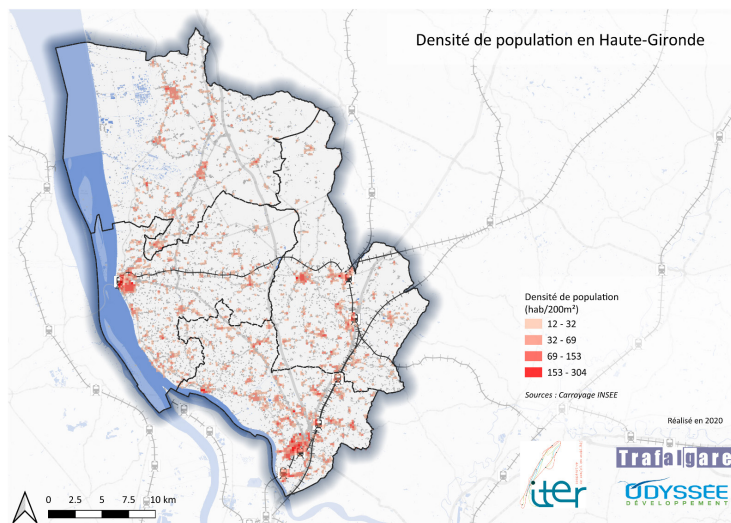 Densité de population en Haute-Gironde
Densité de population
(hab/200m²)
12 - 32
32 - 69
69 - 153
153 - 304
Sources : Carroyage INSEE
Réalisé en 2020
0 2.5 5 7.5 10 km
iter
Trafalgare
ODYSSÉE
DÉVELOPPEMENT